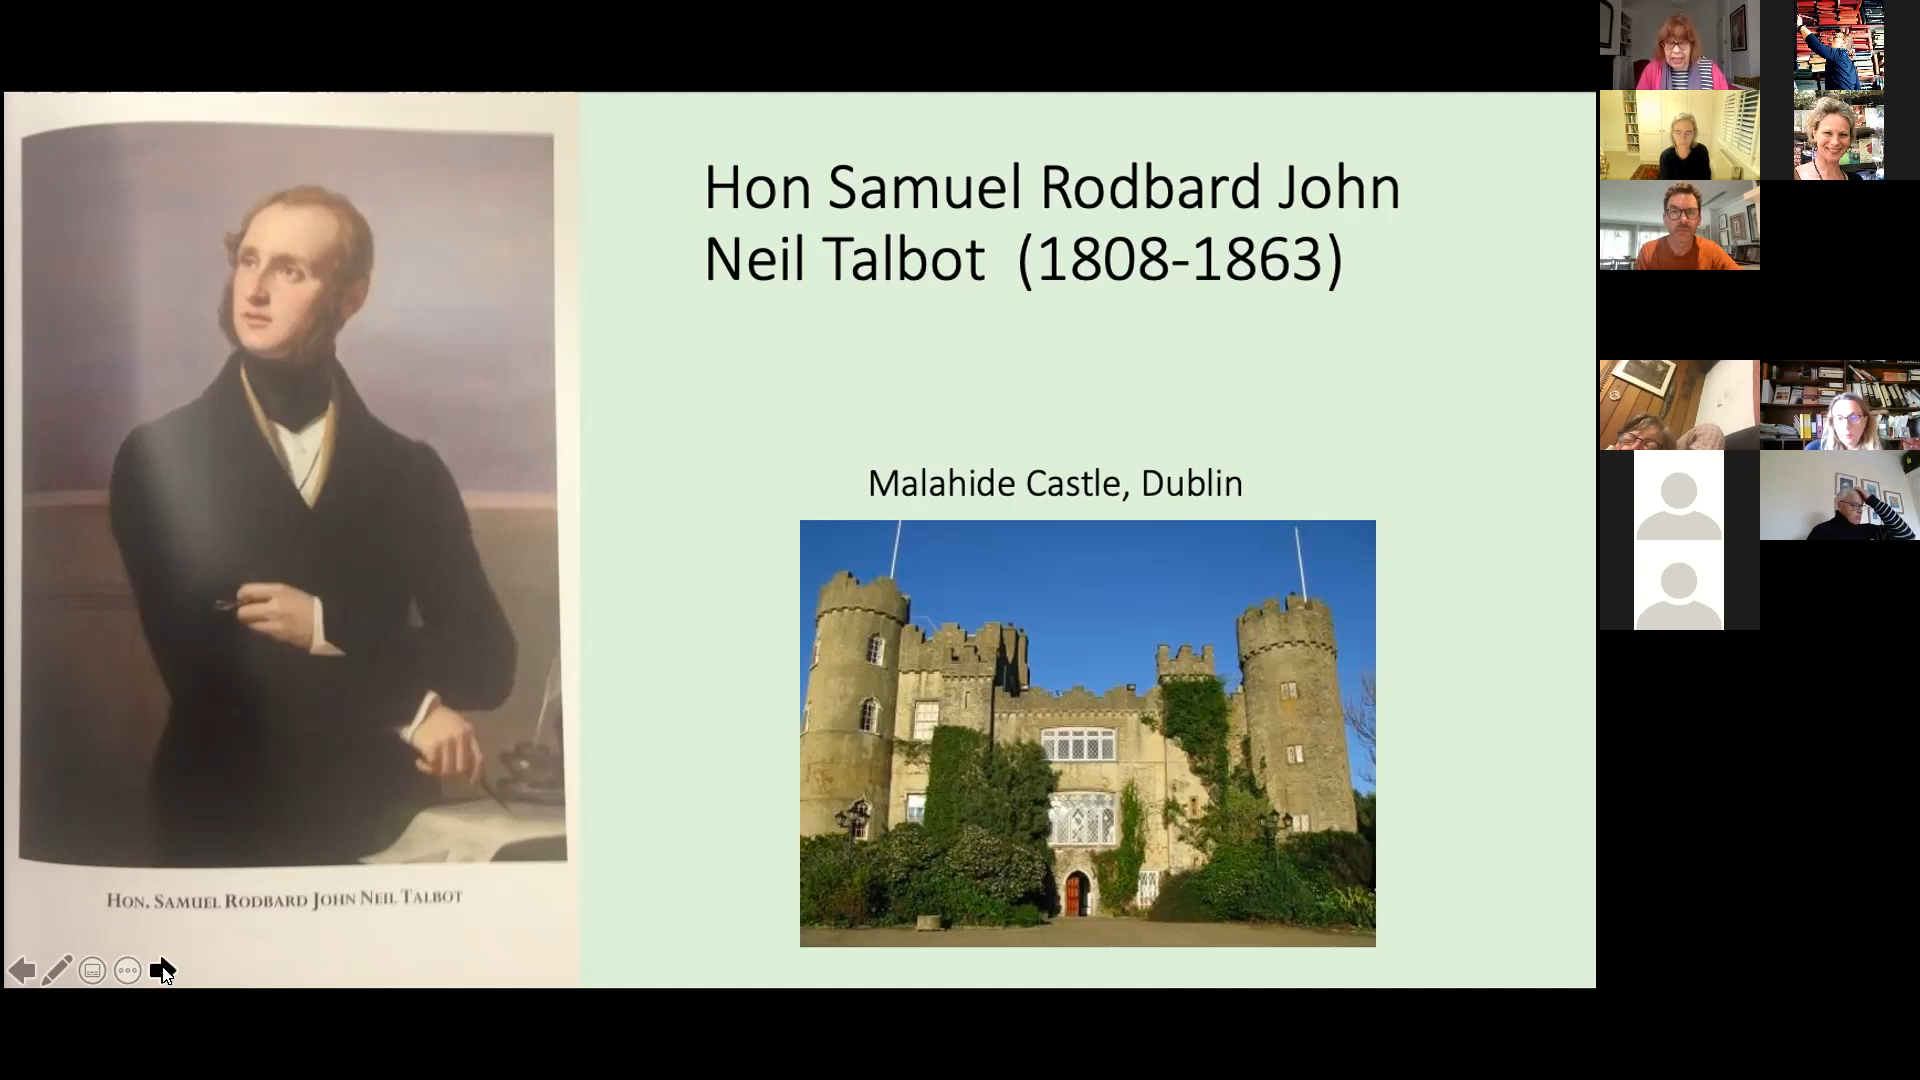 Hon Samuel Rodbard John
Neil Talbot (1808-1863)
Malahide Castle, Dublin
HON. SAMUEL RODBARD JOHN NEIL TALBOT